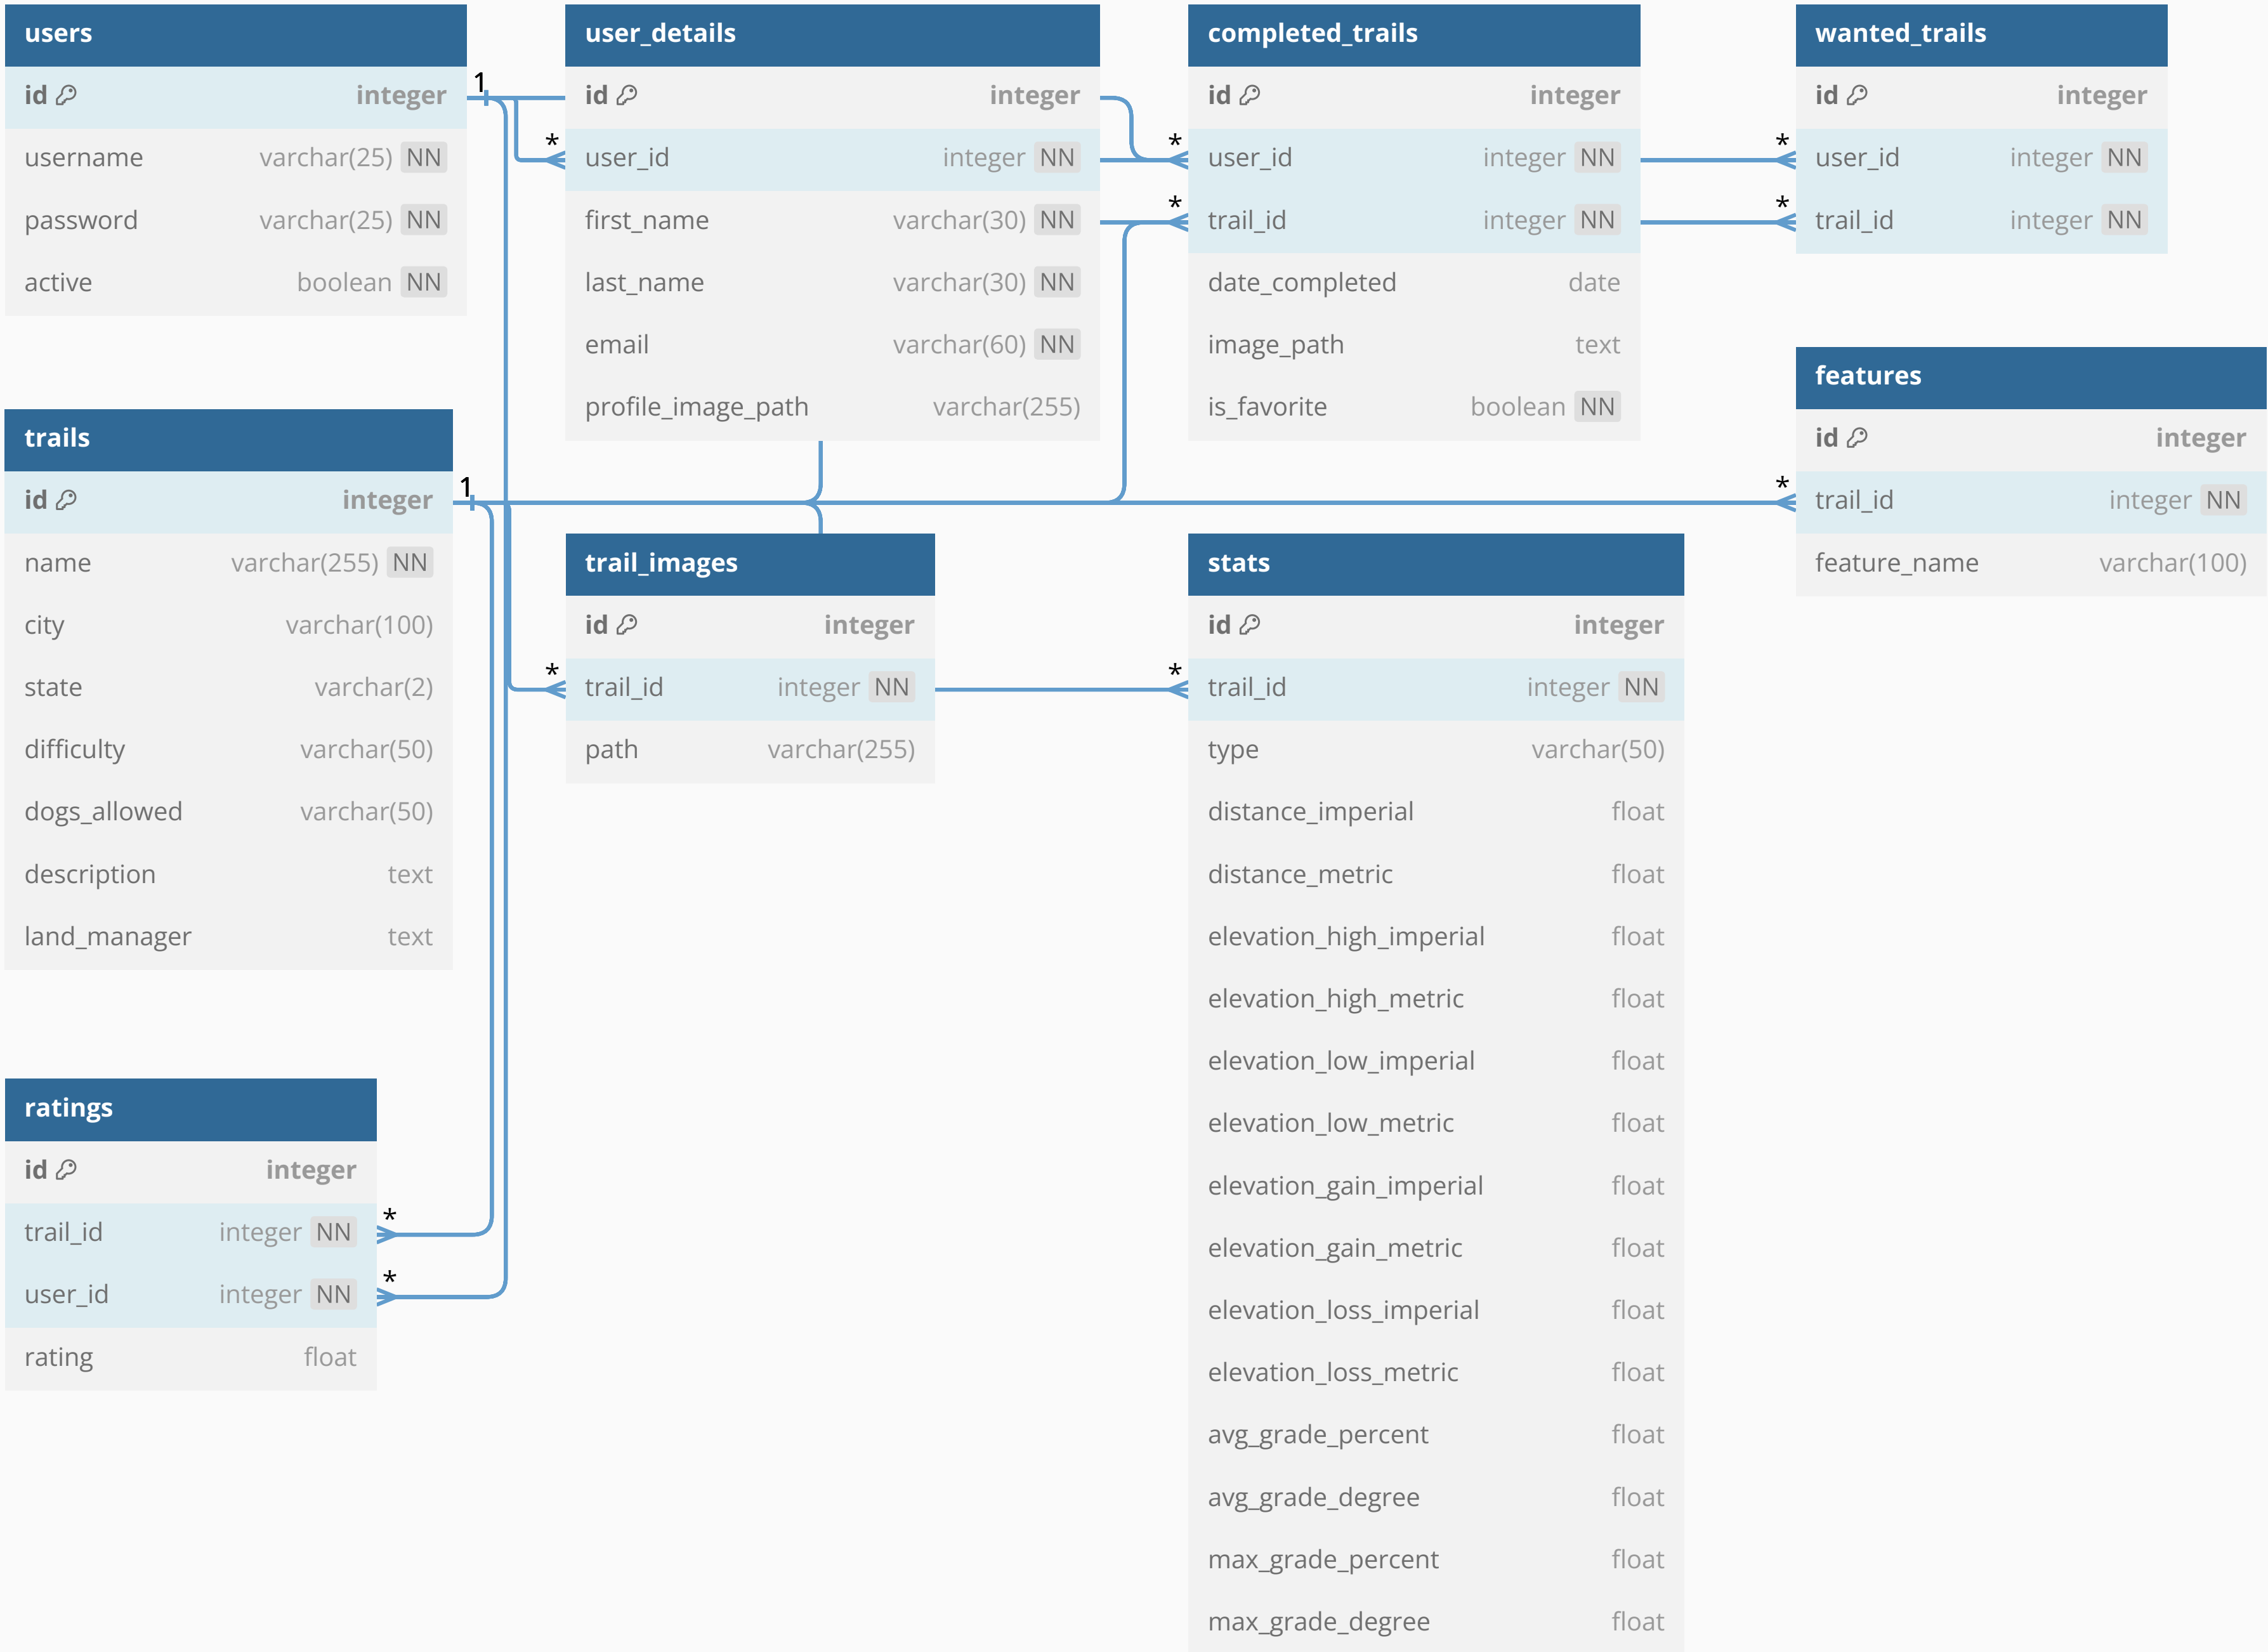 users
id integer
username varchar(25) NN
password varchar(25) NN
active boolean NN
1
user_details
id integer
* user_id integer NN
first_name varchar(30) NN
last_name varchar(30) NN
email varchar(60) NN
profile_image_path varchar(255)
completed_trails
id integer
* user_id integer NN
* trail_id integer NN
date_completed date
image_path text
is_favorite boolean NN
wanted_trails
id integer
* user_id integer NN
* trail_id integer NN
features
id integer
* trail_id integer NN
feature_name varchar(100)
trails
id integer
name varchar(255) NN
city varchar(100)
state varchar(2)
difficulty varchar(50)
dogs_allowed varchar(50)
description text
land_manager text
1
trail_images
id integer
* trail_id integer NN
path varchar(255)
stats
id integer
* trail_id integer NN
type varchar(50)
distance_imperial float
distance_metric float
elevation_high_imperial float
elevation_high_metric float
elevation_low_imperial float
elevation_low_metric float
elevation_gain_imperial float
elevation_gain_metric float
elevation_loss_imperial float
elevation_loss_metric float
avg_grade_percent float
avg_grade_degree float
max_grade_percent float
max_grade_degree float
ratings
id integer
trail_id integer NN *
user_id integer NN *
rating float